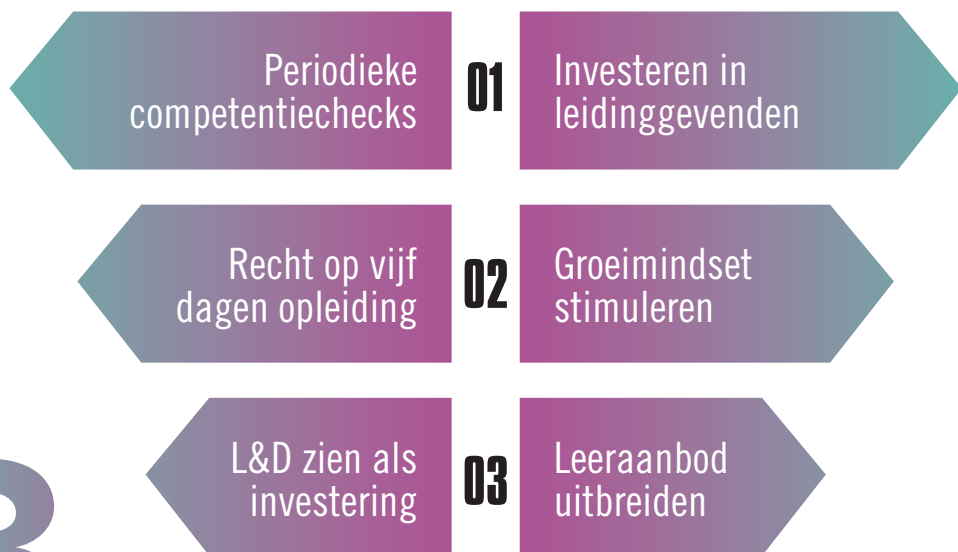 Periodieke
competentiechecks
01
Investeren in
leidinggevenden
Recht op vijf
dagen opleiding
02
Groeimindset
stimuleren
L&D zien als
investering
03
Leeraanbod
uitbreiden